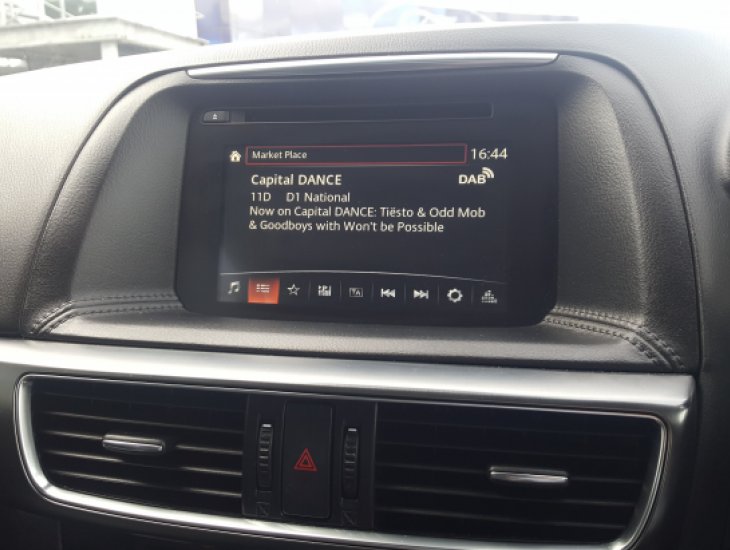 Market Place
16:44
Capital DANCE
DAB
11D D1 National
Now on Capital DANCE: Tiësto & Odd Mob
& Goodboys with Won't be Possible
TA